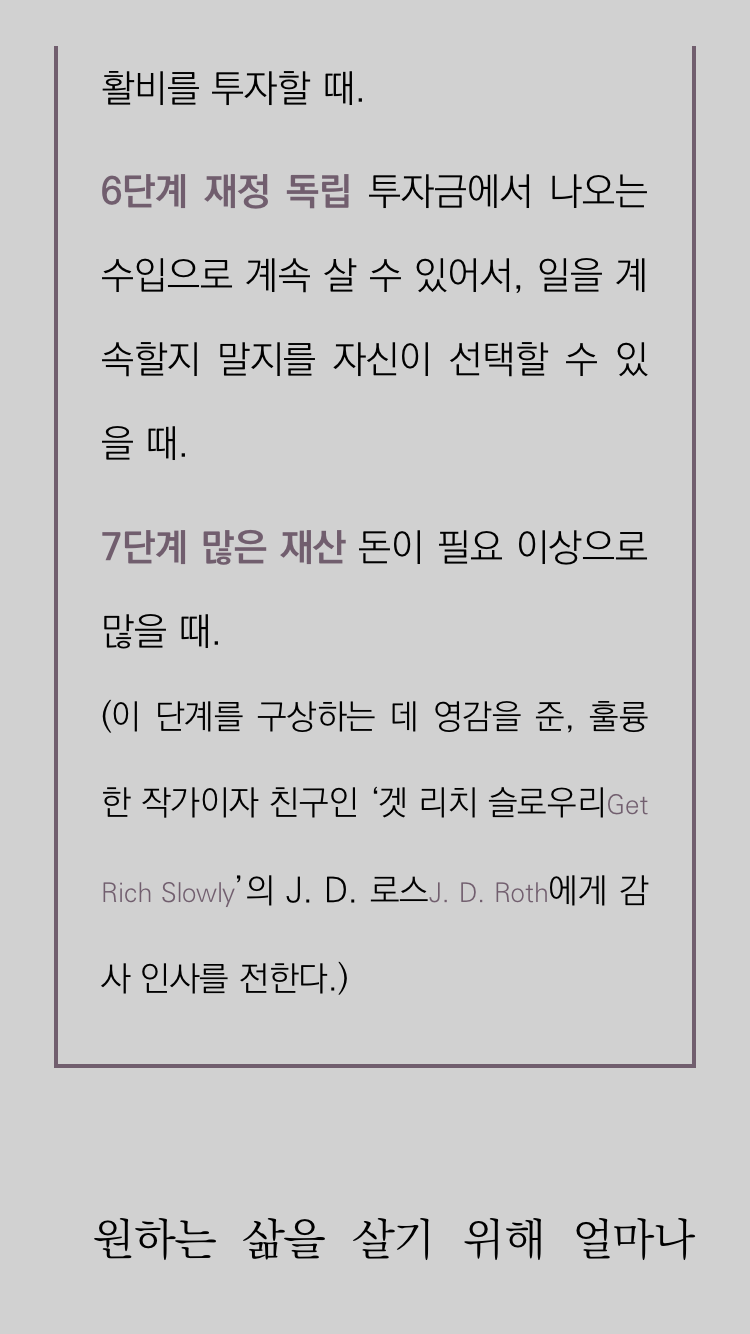 활비를 투자할 때.
6단계 재정 독립 투자금에서 나오는
수입으로 계속 살 수 있어서, 일을 계
속할지 말지를 자신이 선택할 수 있
을 때.
7단계 많은 재산 돈이 필요 이상으로
많을 때.
(이 단계를 구상하는 데 영감을 준, 훌륭
한 작가이자 친구인 ‘겟 리치 슬로우리Get
Rich Slowly’의 J. D. 로스J. D. Roth에게 감
사 인사를 전한다.)
원하는 삶을 살기 위해 얼마나